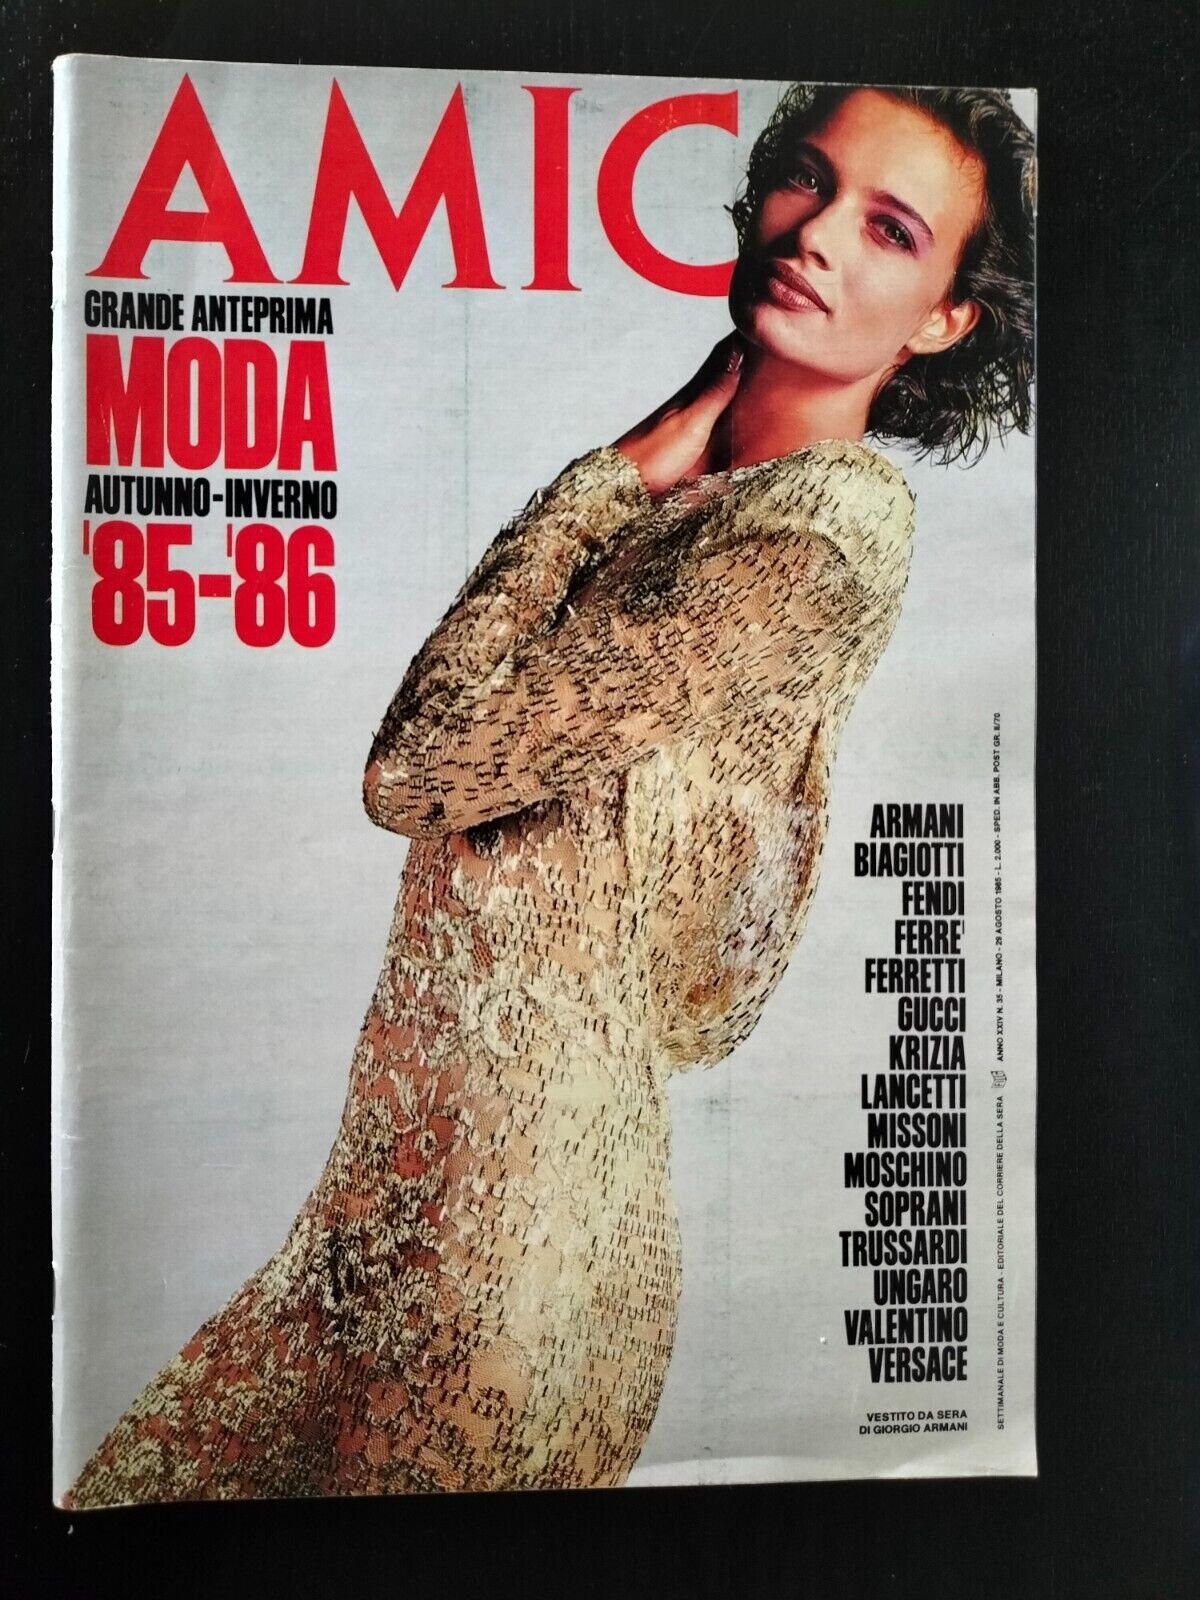 AMIC
GRANDE ANTEPRIMA
MODA
AUTUNNO-INVERNO
'85-'86
ARMANI
BIAGIOTTI
FENDI
FERRE'
FERRETTI
GUCCI
KRIZIA
LANCETTI
MISSONI
MOSCHINO
SOPRANI
TRUSSARDI
UNGARO
VALENTINO
VERSACE
VESTITO DA SERA
DI GIORGIO ARMANI
SETTIMANALE DI MODA E CULTURA - EDITORIALE DEL CORRIERE DELLA SERA ANNO XXIV N. 35 - MILANO - 29 AGOSTO 1985 - L. 2.000 - SPED. IN ABB. POST GR. II/70